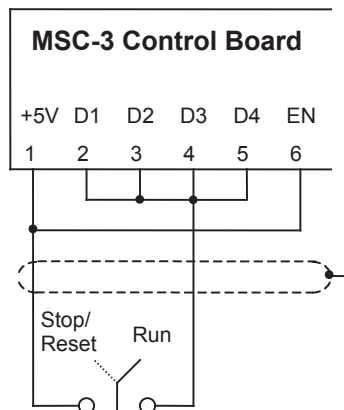 MSC-3 Control Board
+5V D1 D2 D3 D4 EN
1 2 3 4 5 6
Stop/
Reset
Run